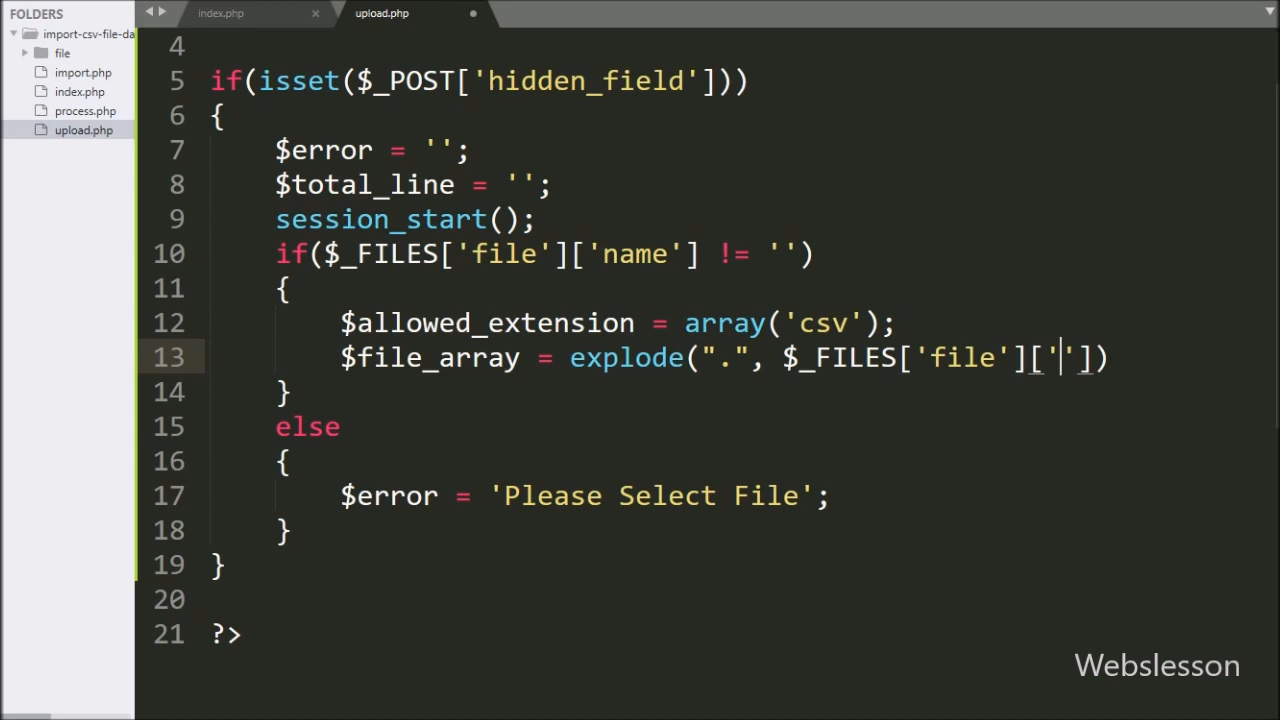 FOLDERS
import-csv-file-da
file
import.php
index.php
process.php
upload.php
index.php ×
upload.php
4
5 if(isset($_POST['hidden_field']))
6 {
7 $error = '';
8 $total_line = '';
9 session_start();
10 if($_FILES['file']['name'] != '')
11 {
12 $allowed_extension = array('csv');
13 $file_array = explode(".", $_FILES['file'][''])
14 }
15 else
16 {
17 $error = 'Please Select File';
18 }
19 }
20
21 ?>
Webslesson